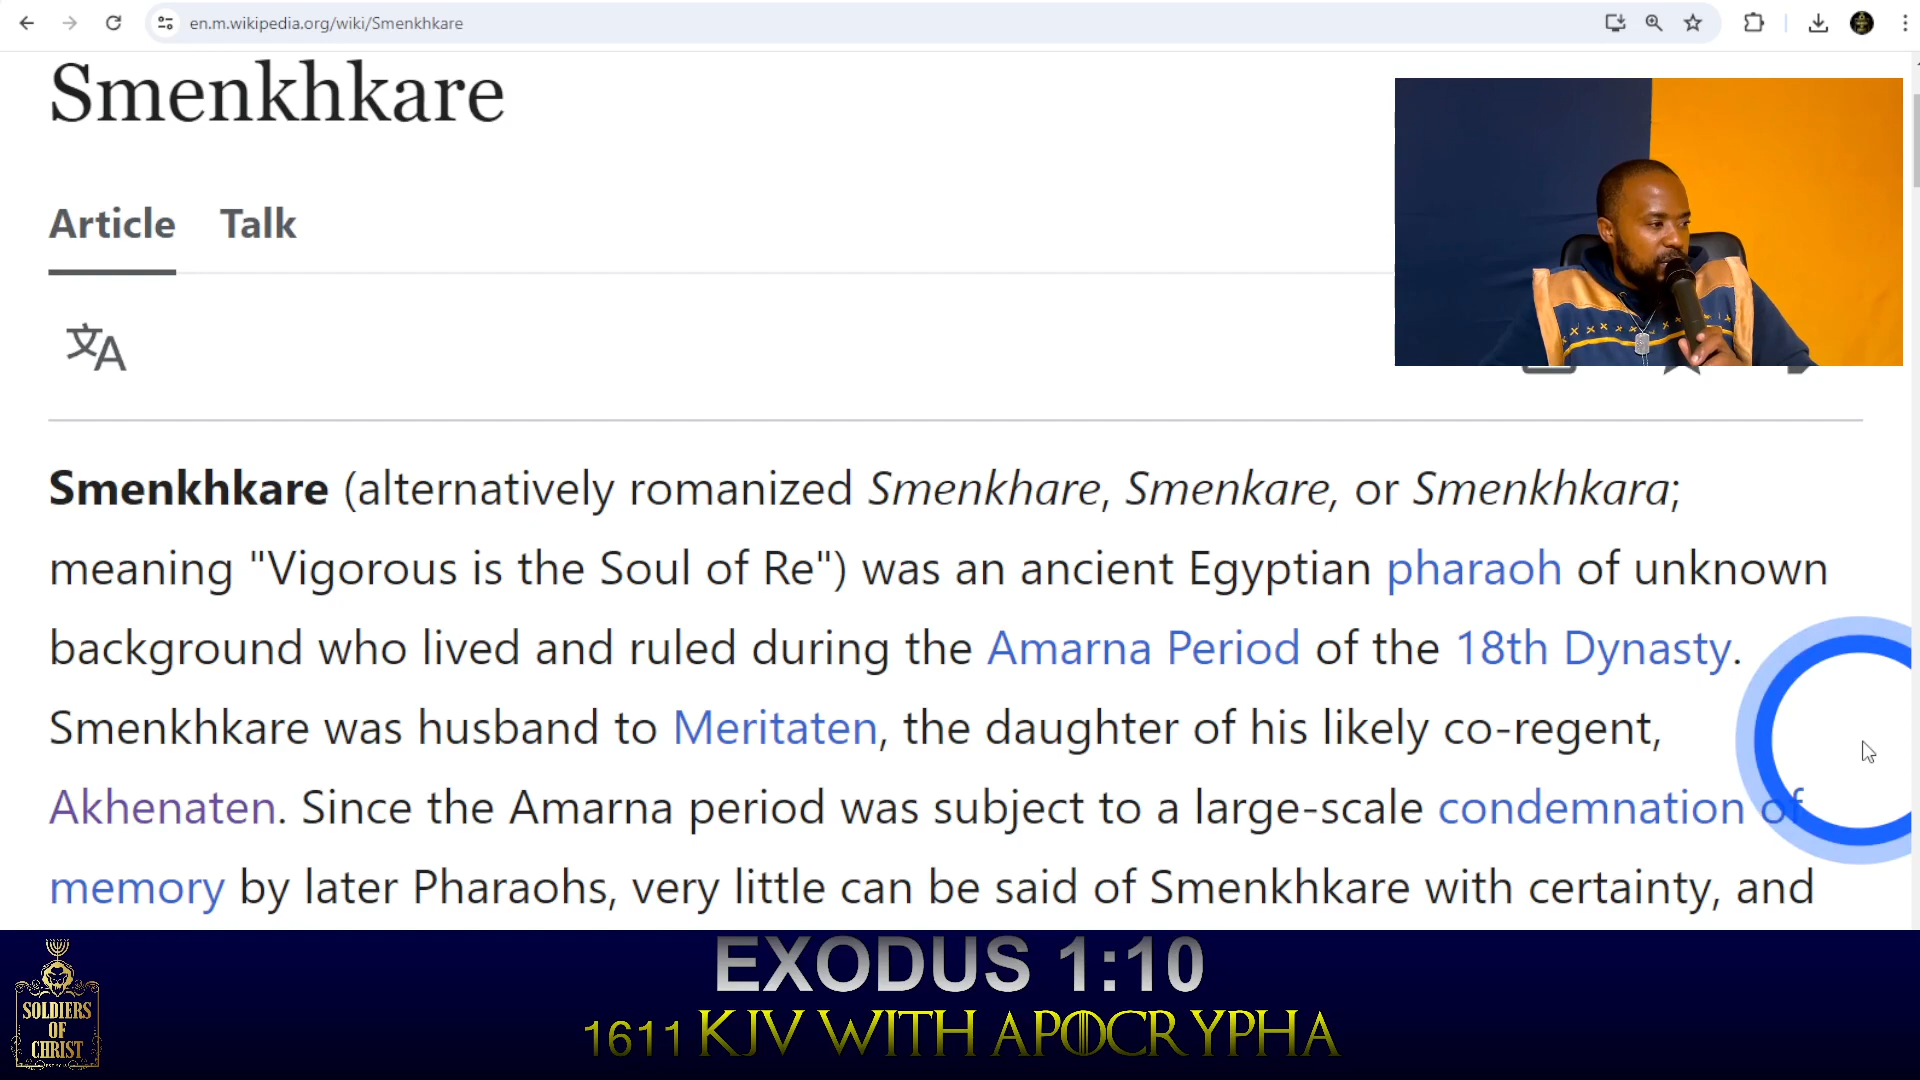 en.m.wikipedia.org/wiki/Smenkhkare
Smenkhkare
Article Talk
文A
Smenkhkare (alternatively romanized Smenkhare, Smenkare, or Smenkhkara;
meaning "Vigorous is the Soul of Re") was an ancient Egyptian pharaoh of unknown
background who lived and ruled during the Amarna Period of the 18th Dynasty.
Smenkhkare was husband to Meritaten, the daughter of his likely co-regent,
Akhenaten. Since the Amarna period was subject to a large-scale condemnation of
memory by later Pharaohs, very little can be said of Smenkhkare with certainty, and
EXODUS 1:10
1611 KJV WITH APOCRYPHA
SOLDIERS
OF
CHRIST